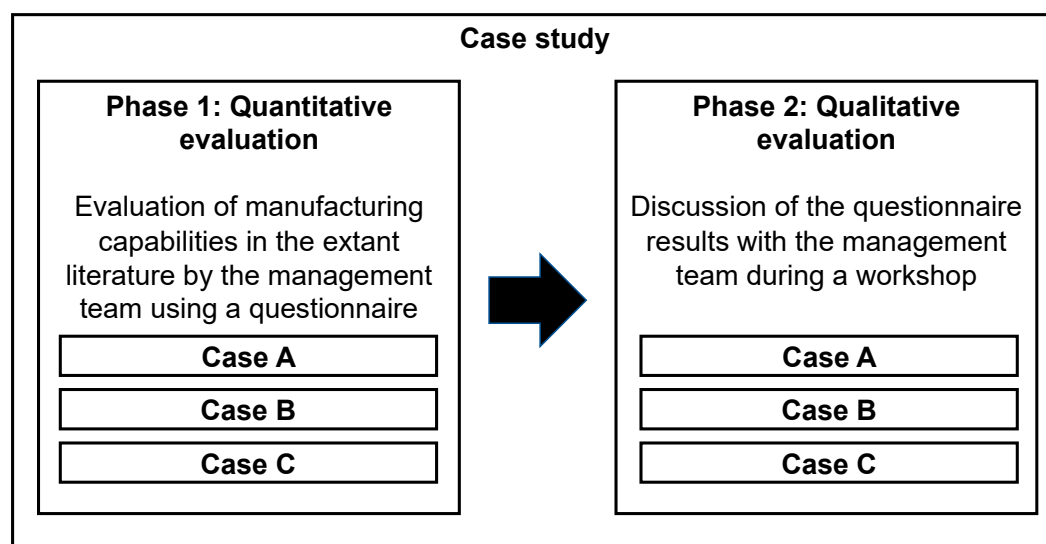 Case study
Phase 1: Quantitative
evaluation
Evaluation of manufacturing
capabilities in the extant
literature by the management
team using a questionnaire
Case A
Case B
Case C
Phase 2: Qualitative
evaluation
Discussion of the questionnaire
results with the management
team during a workshop
Case A
Case B
Case C